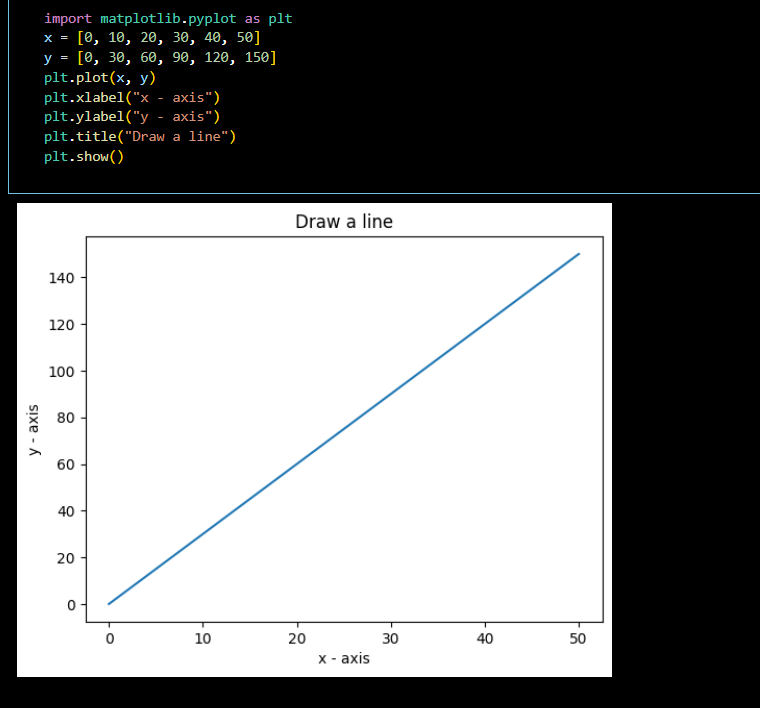 import matplotlib.pyplot as plt
x = [0, 10, 20, 30, 40, 50]
y = [0, 30, 60, 90, 120, 150]
plt.plot(x, y)
plt.xlabel("x - axis")
plt.ylabel("y - axis")
plt.title("Draw a line")
plt.show()
Draw a line
140
120
100
80
60
40
20
0
y - axis
0 10 20 30 40 50
x - axis